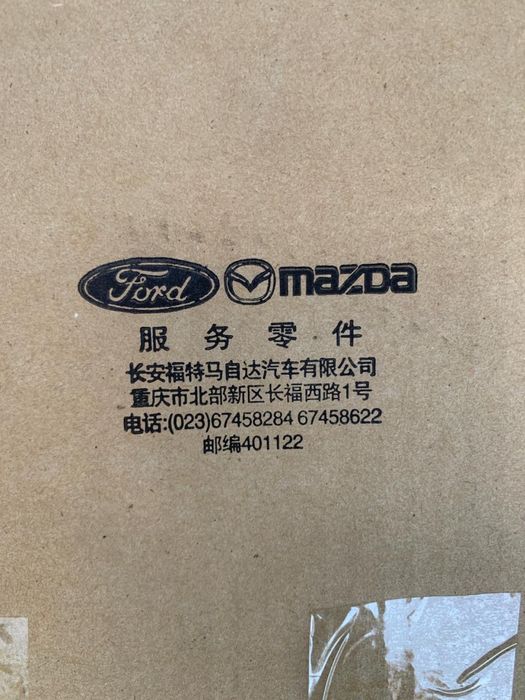 Ford mazda
服务零件
长安福特马自达汽车有限公司
重庆市北部新区长福西路1号
电话:(023)67458284 67458622
邮编401122